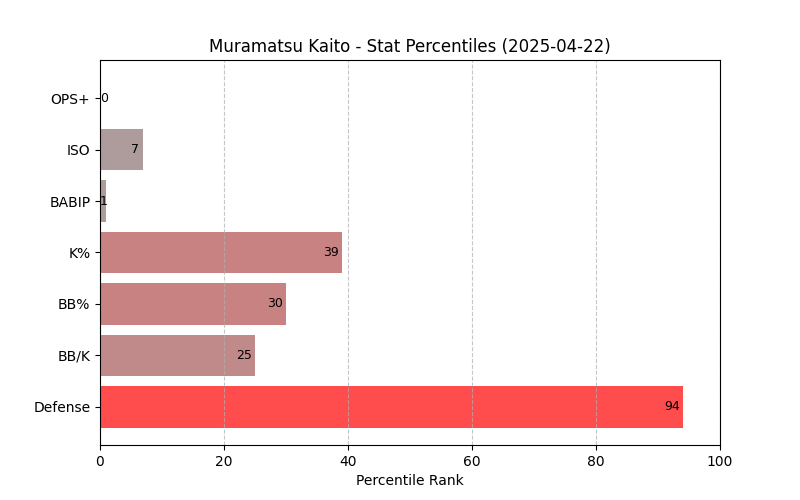 Muramatsu Kaito - Stat Percentiles (2025-04-22)
OPS+ 0
ISO 7
BABIP 1
K% 39
BB% 30
BB/K 25
Defense 94
0 20 40 60 80 100
Percentile Rank